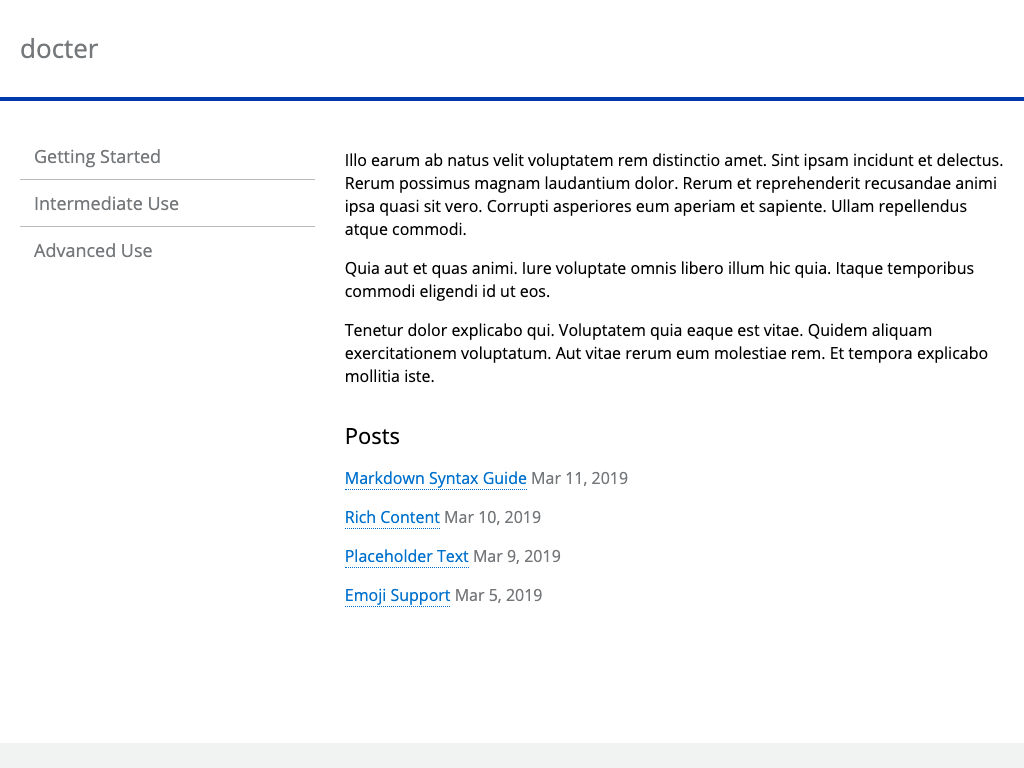 docter
Getting Started
Intermediate Use
Advanced Use
Illo earum ab natus velit voluptatem rem distinctio amet. Sint ipsam incidunt et delectus.
Rerum possimus magnam laudantium dolor. Rerum et reprehenderit recusandae animi
ipsa quasi sit vero. Corrupti asperiores eum aperiam et sapiente. Ullam repellendus
atque commodi.
Quia aut et quas animi. Iure voluptate omnis libero illum hic quia. Itaque temporibus
commodi eligendi id ut eos.
Tenetur dolor explicabo qui. Voluptatem quia eaque est vitae. Quidem aliquam
exercitationem voluptatum. Aut vitae rerum eum molestiae rem. Et tempora explicabo
mollitia iste.
Posts
Markdown Syntax Guide Mar 11, 2019
Rich Content Mar 10, 2019
Placeholder Text Mar 9, 2019
Emoji Support Mar 5, 2019